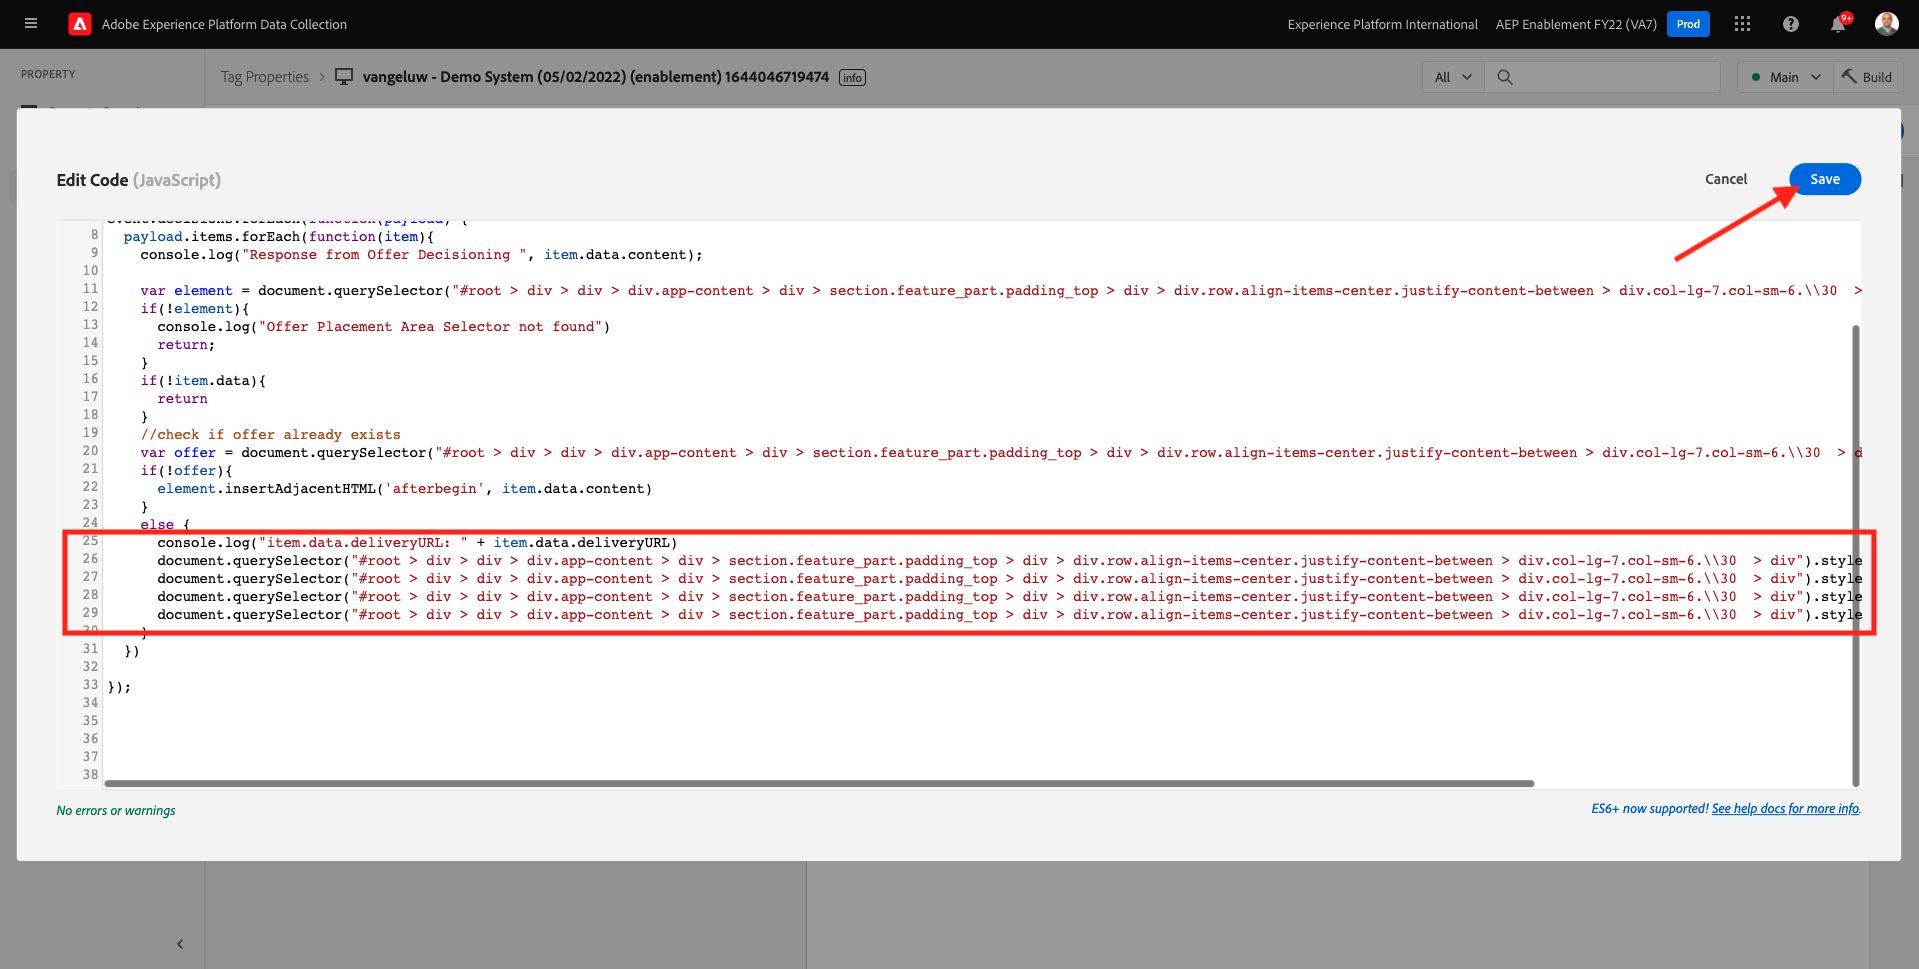 Adobe Experience Platform Data Collection
Experience Platform International
AEP Enablement FY22 (VA7)
Prod
9+
PROPERTY
Tag Properties
vangeluw - Demo System (05/02/2022) (enablement) 1644046719474
info
All
Main
Build
Edit Code (JavaScript)
Cancel
Save
event.decisions.forEach(function(payload) {
8 payload.items.forEach(function(item){
9 console.log("Response from Offer Decisioning ", item.data.content);
10
11 var element = document.querySelector("#root > div > div > div.app-content > div > section.feature_part.padding_top > div > div.row.align-items-center.justify-content-between > div.col-lg-7.col-sm-6.\\30 >
12 if(!element){
13 console.log("Offer Placement Area Selector not found")
14 return;
15 }
16 if(!item.data){
17 return
18 }
19 //check if offer already exists
20 var offer = document.querySelector("#root > div > div > div.app-content > div > section.feature_part.padding_top > div > div.row.align-items-center.justify-content-between > div.col-lg-7.col-sm-6.\\30 > d
21 if(!offer){
22 element.insertAdjacentHTML('afterbegin', item.data.content)
23 }
24 else {
25 console.log("item.data.deliveryURL: " + item.data.deliveryURL)
26 document.querySelector("#root > div > div > div.app-content > div > section.feature_part.padding_top > div > div.row.align-items-center.justify-content-between > div.col-lg-7.col-sm-6.\\30 > div").style
27 document.querySelector("#root > div > div > div.app-content > div > section.feature_part.padding_top > div > div.row.align-items-center.justify-content-between > div.col-lg-7.col-sm-6.\\30 > div").style
28 document.querySelector("#root > div > div > div.app-content > div > section.feature_part.padding_top > div > div.row.align-items-center.justify-content-between > div.col-lg-7.col-sm-6.\\30 > div").style
29 document.querySelector("#root > div > div > div.app-content > div > section.feature_part.padding_top > div > div.row.align-items-center.justify-content-between > div.col-lg-7.col-sm-6.\\30 > div").style
30 }
31 })
32
33 });
34
35
36
37
38
No errors or warnings
ES6+ now supported! See help docs for more info.